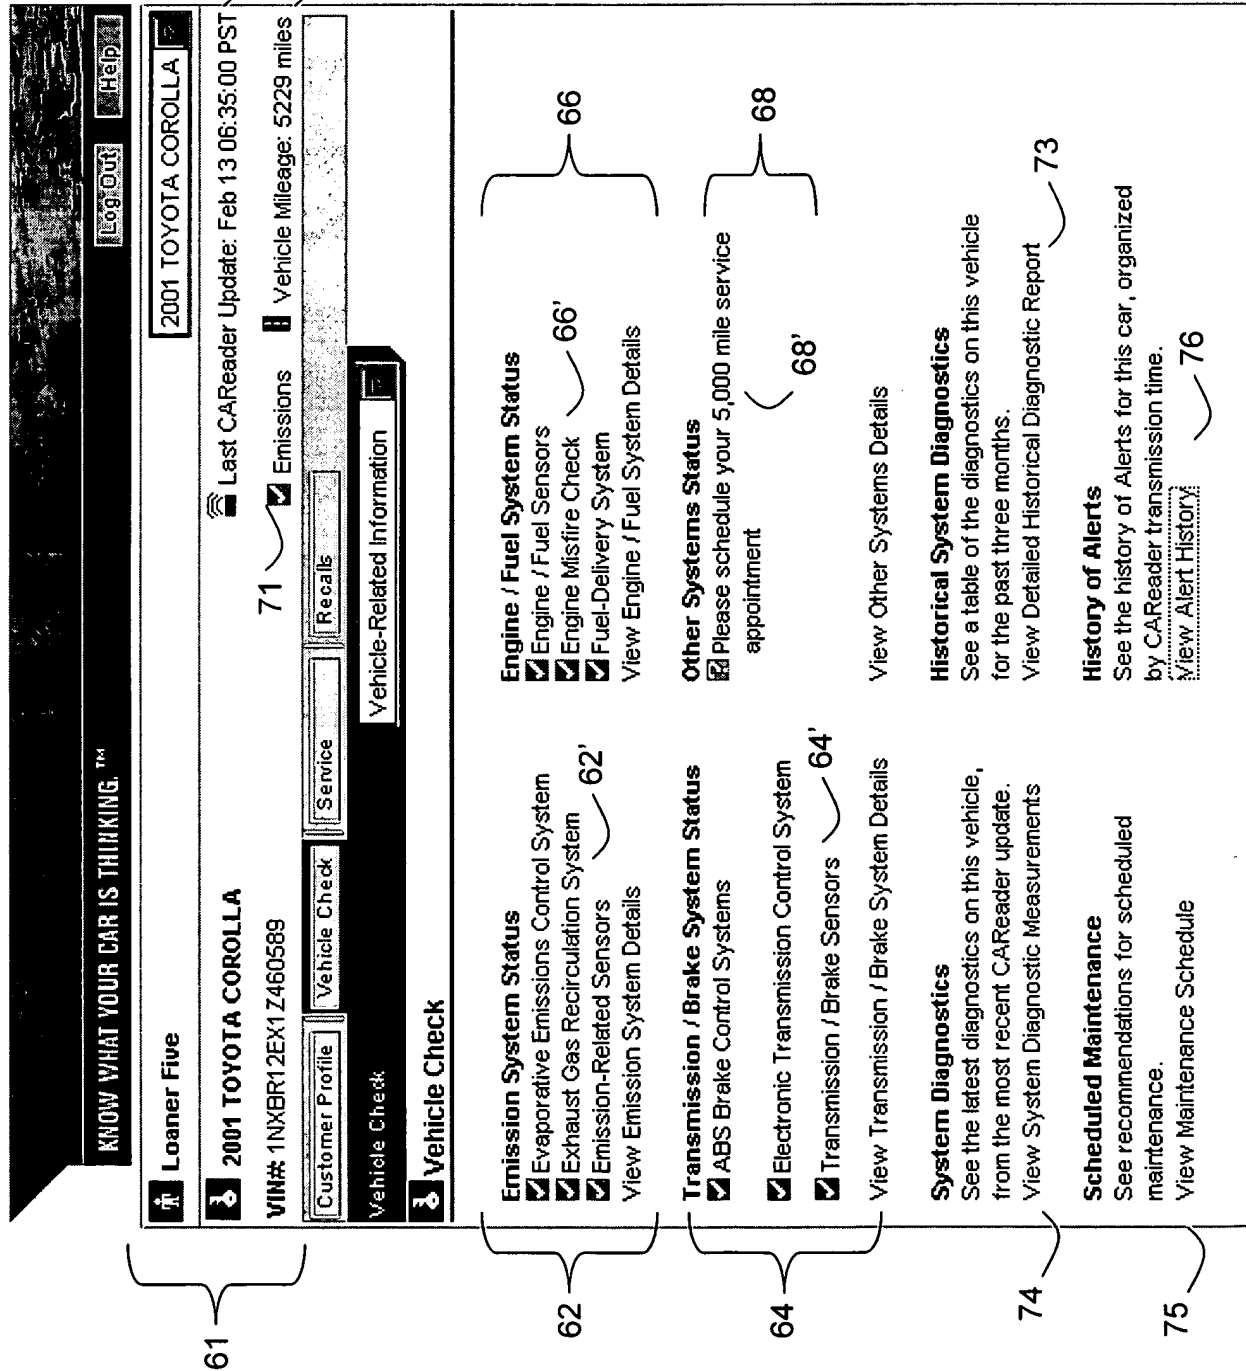 KNOW WHAT YOUR CAR IS THINKING.™
Log Out Help
Loaner Five 2001 TOYOTA COROLLA
2001 TOYOTA COROLLA Last CAReader Update: Feb 13 06:35:00 PST
VIN# 1NXBR12EX1Z460589 71 Emissions Vehicle Mileage: 5229 miles
61
Customer Profile Vehicle Check Service Recalls
Vehicle Check Vehicle-Related Information
Vehicle Check
Emission System Status
Evaporative Emissions Control System
Exhaust Gas Recirculation System
Emission-Related Sensors
View Emission System Details
62
62'
Engine / Fuel System Status
Engine / Fuel Sensors
Engine Misfire Check
Fuel-Delivery System
View Engine / Fuel System Details
66'
66
Transmission / Brake System Status
ABS Brake Control Systems
Electronic Transmission Control System
Transmission / Brake Sensors
View Transmission / Brake System Details
64
64'
Other Systems Status
Please schedule your 5,000 mile service
appointment
View Other Systems Details
68'
68
System Diagnostics
See the latest diagnostics on this vehicle,
from the most recent CAReader update.
View System Diagnostic Measurements
74
Historical System Diagnostics
See a table of the diagnostics on this vehicle
for the past three months.
View Detailed Historical Diagnostic Report
73
Scheduled Maintenance
See recommendations for scheduled
maintenance.
View Maintenance Schedule
75
History of Alerts
See the history of Alerts for this car, organized
by CAReader transmission time.
View Alert History
76